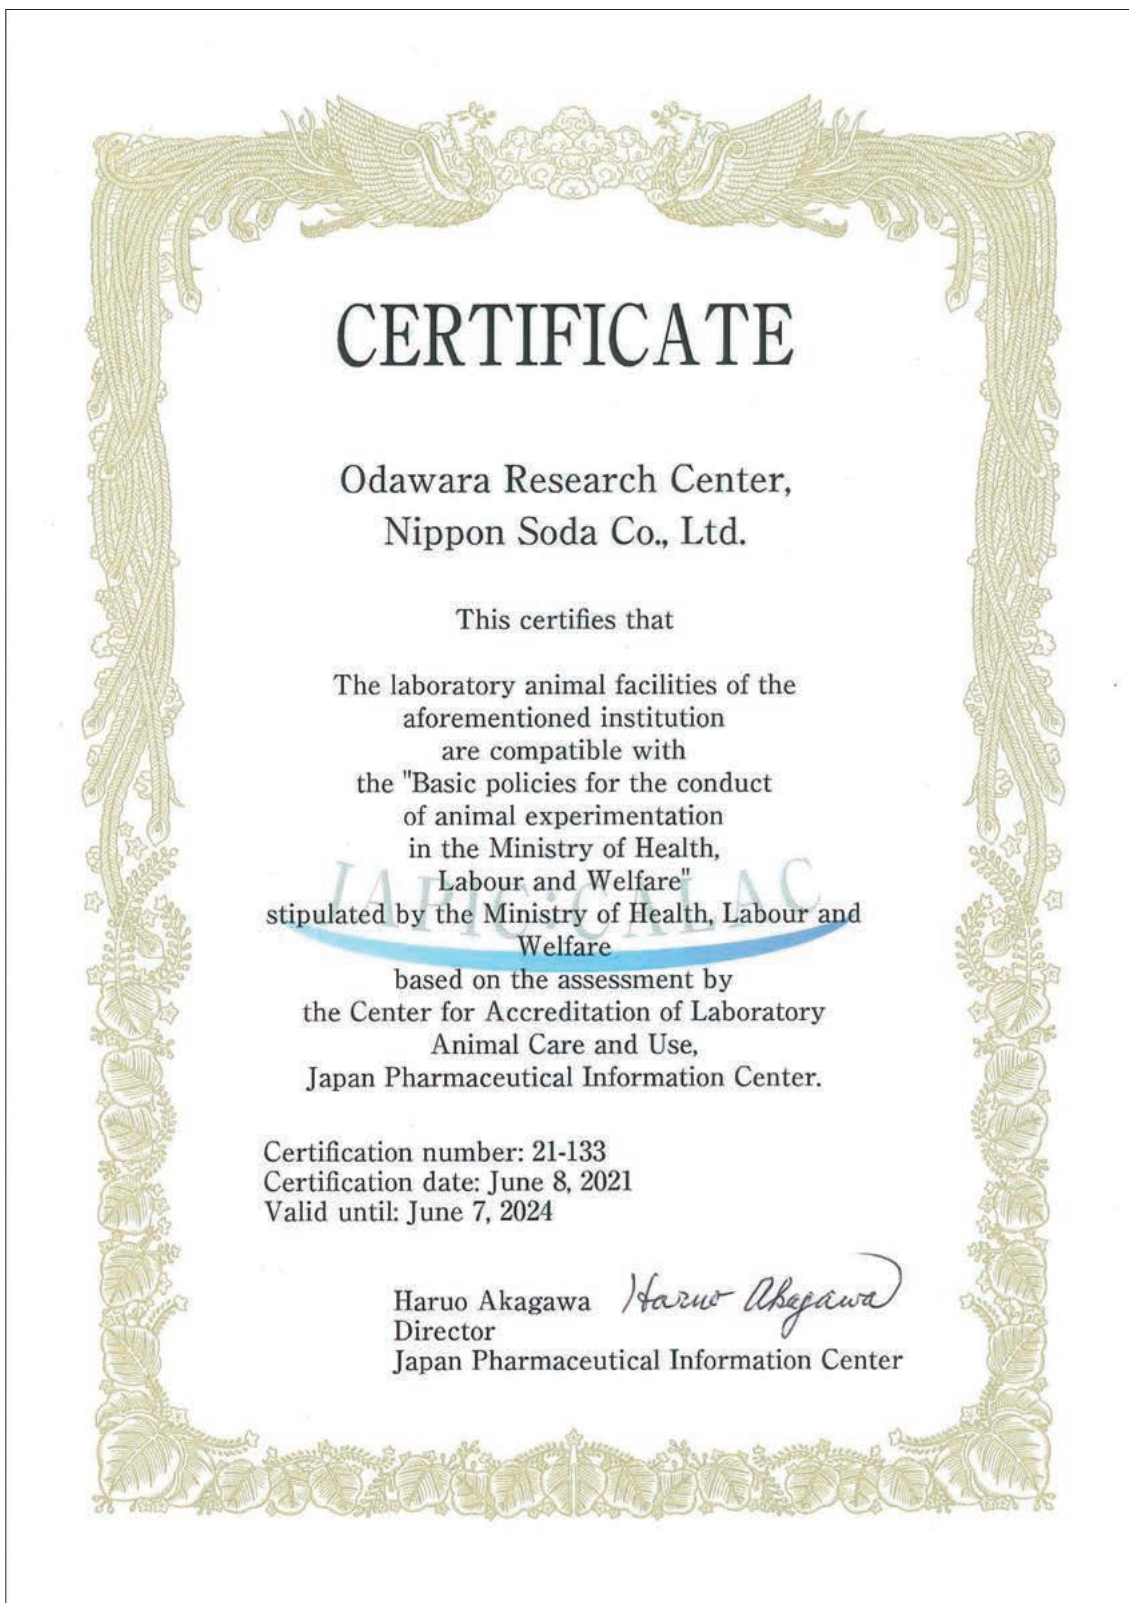 CERTIFICATE
Odawara Research Center,
Nippon Soda Co., Ltd.
This certifies that
The laboratory animal facilities of the
aforementioned institution
are compatible with
the "Basic policies for the conduct
of animal experimentation
in the Ministry of Health,
Labour and Welfare"
JAPIC:CALAC
stipulated by the Ministry of Health, Labour and
Welfare
based on the assessment by
the Center for Accreditation of Laboratory
Animal Care and Use,
Japan Pharmaceutical Information Center.
Certification number: 21-133
Certification date: June 8, 2021
Valid until: June 7, 2024
Haruo Akagawa Haruo Akagawa
Director
Japan Pharmaceutical Information Center